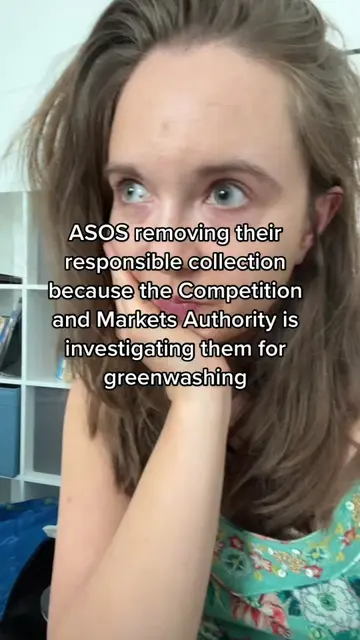 ASOS removing their
responsible collection
because the Competition
and Markets Authority is
investigating them for
greenwashing